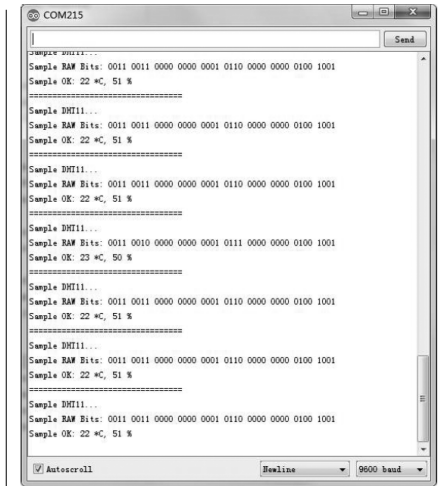 COM215
Send
Sample DHT11...
Sample RAW Bits: 0011 0011 0000 0000 0001 0110 0000 0000 0100 1001
Sample OK: 22 *C, 51 %
=================================
Sample DHT11...
Sample RAW Bits: 0011 0011 0000 0000 0001 0110 0000 0000 0100 1001
Sample OK: 22 *C, 51 %
=================================
Sample DHT11...
Sample RAW Bits: 0011 0011 0000 0000 0001 0110 0000 0000 0100 1001
Sample OK: 22 *C, 51 %
=================================
Sample DHT11...
Sample RAW Bits: 0011 0010 0000 0000 0001 0111 0000 0000 0100 1001
Sample OK: 23 *C, 50 %
=================================
Sample DHT11...
Sample RAW Bits: 0011 0011 0000 0000 0001 0110 0000 0000 0100 1001
Sample OK: 22 *C, 51 %
=================================
Sample DHT11...
Sample RAW Bits: 0011 0011 0000 0000 0001 0110 0000 0000 0100 1001
Sample OK: 22 *C, 51 %
=================================
Sample DHT11...
Sample RAW Bits: 0011 0011 0000 0000 0001 0110 0000 0000 0100 1001
Sample OK: 22 *C, 51 %
Autoscroll Newline 9600 baud